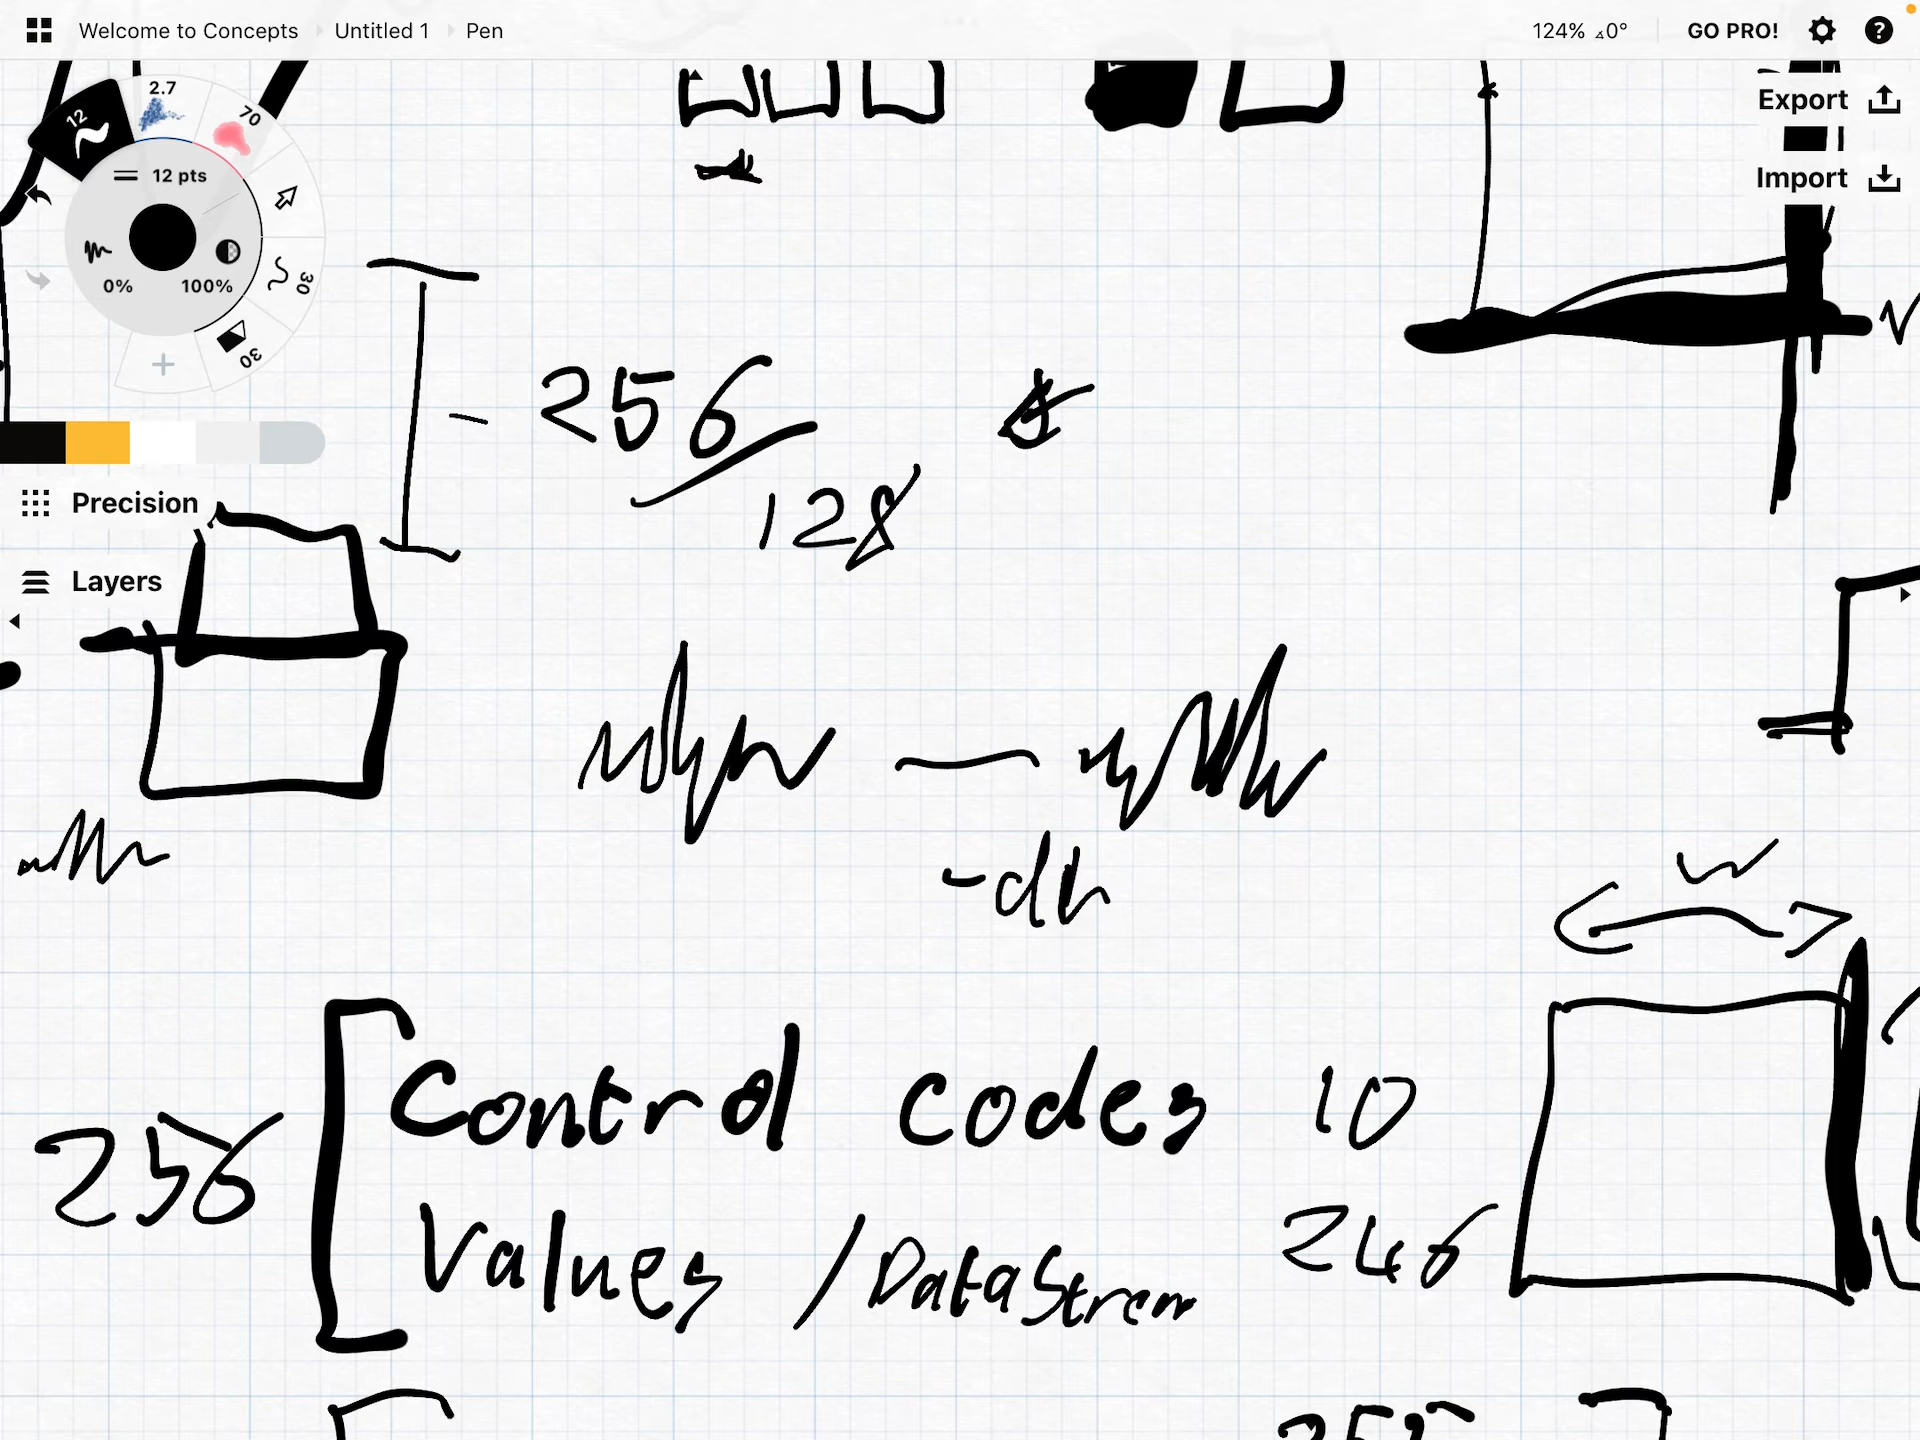 Welcome to Concepts Untitled 1 Pen 124% 0° GO PRO!
Export
Import
12 2.7 70
12 pts
0% 100%
30
30
Precision
Layers
- 256/128
w
256
Control codes 10
Values / DataStrem 246